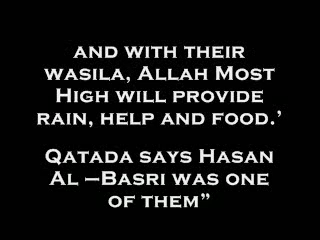 and with their
wasila, Allah Most
High will provide
rain, help and food.’
Qatada says Hasan
Al –Basri was one
of them”